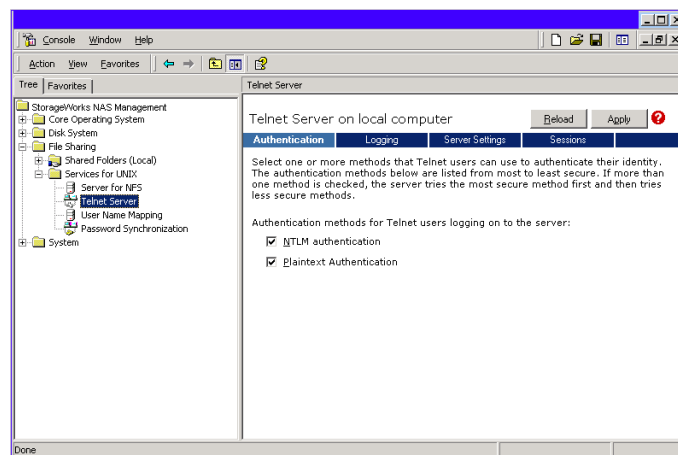 Console Window Help
Action View Favorites
Tree Favorites
Telnet Server
StorageWorks NAS Management
Core Operating System
Disk System
File Sharing
Shared Folders (Local)
Services for UNIX
Server for NFS
Telnet Server
User Name Mapping
Password Synchronization
System
Telnet Server on local computer
Reload Apply
Authentication Logging Server Settings Sessions
Select one or more methods that Telnet users can use to authenticate their identity.
The authentication methods below are listed from most to least secure. If more than
one method is checked, the server tries the most secure method first and then tries
less secure methods.
Authentication methods for Telnet users logging on to the server:
NTLM authentication
Plaintext Authentication
Done